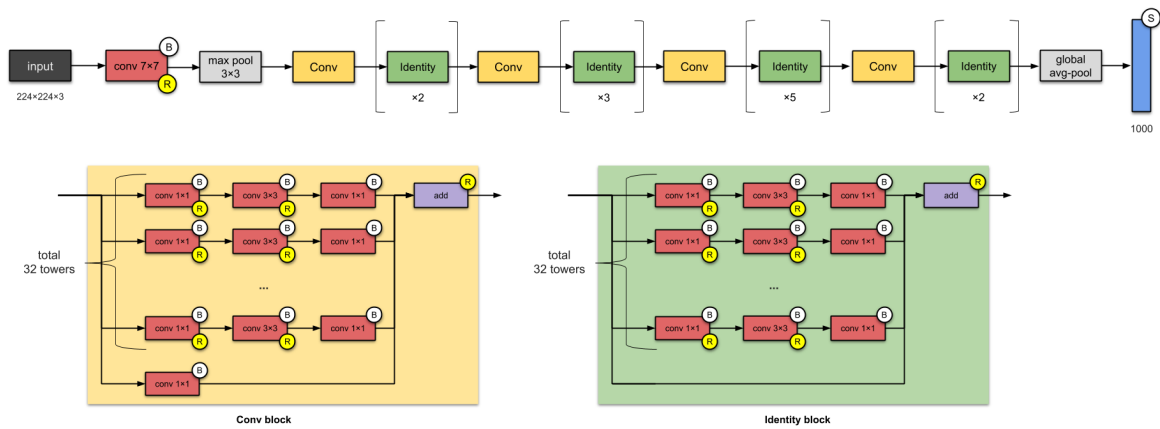 S
B
input
conv 7×7
max pool
3×3
Conv
Identity
Conv
Identity
Conv
Identity
Conv
Identity
global
avg-pool
R
224×224×3
×2
×3
×5
×2
1000
B B B R
conv 1×1 conv 3×3 conv 1×1 add
R R
B B B
conv 1×1 conv 3×3 conv 1×1
R R
total
32 towers
...
B B B
conv 1×1 conv 3×3 conv 1×1
R R
B
conv 1×1
Conv block
B B B R
conv 1×1 conv 3×3 conv 1×1 add
R R
B B B
conv 1×1 conv 3×3 conv 1×1
R R
total
32 towers
...
B B B
conv 1×1 conv 3×3 conv 1×1
R R
Identity block